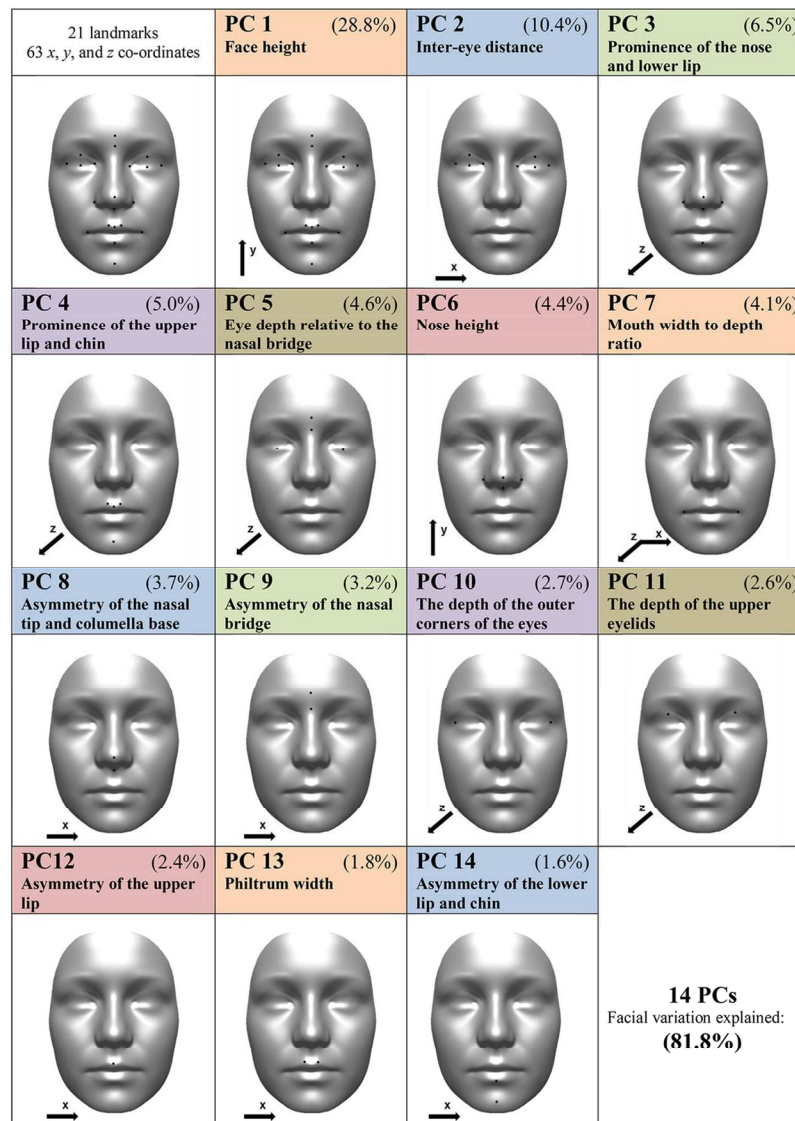 21 landmarks
63 x, y, and z co-ordinates
PC 1 (28.8%)
Face height
PC 2 (10.4%)
Inter-eye distance
PC 3 (6.5%)
Prominence of the nose
and lower lip
y
x
z
PC 4 (5.0%)
Prominence of the upper
lip and chin
PC 5 (4.6%)
Eye depth relative to the
nasal bridge
PC6 (4.4%)
Nose height
PC 7 (4.1%)
Mouth width to depth
ratio
z
z
y
z x
PC 8 (3.7%)
Asymmetry of the nasal
tip and columella base
PC 9 (3.2%)
Asymmetry of the nasal
bridge
PC 10 (2.7%)
The depth of the outer
corners of the eyes
PC 11 (2.6%)
The depth of the upper
eyelids
x
x
z
z
PC12 (2.4%)
Asymmetry of the upper
lip
PC 13 (1.8%)
Philtrum width
PC 14 (1.6%)
Asymmetry of the lower
lip and chin
14 PCs
Facial variation explained:
(81.8%)
x
x
x